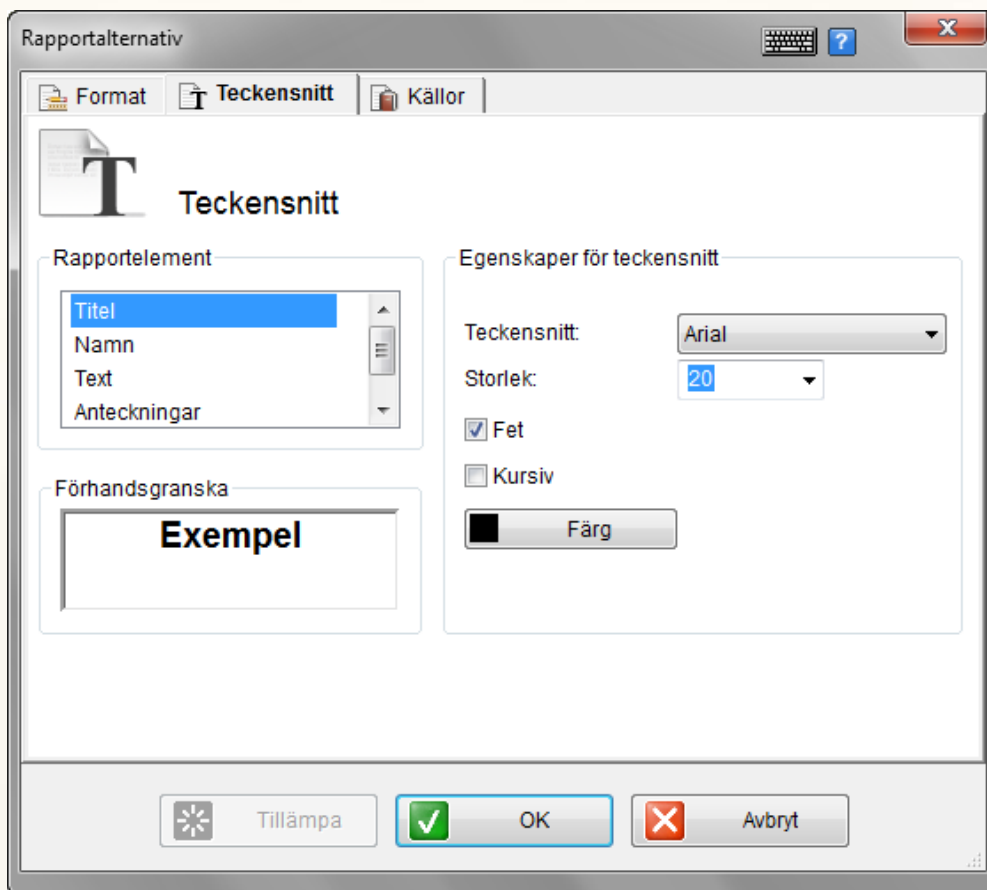 Rapportalternativ
?
Format
Teckensnitt
Källor
T
Teckensnitt
Rapportelement
Titel
Namn
Text
Anteckningar
Förhandsgranska
Exempel
Egenskaper för teckensnitt
Teckensnitt: Arial
Storlek: 20
Fet
Kursiv
Färg
Tillämpa
OK
Avbryt